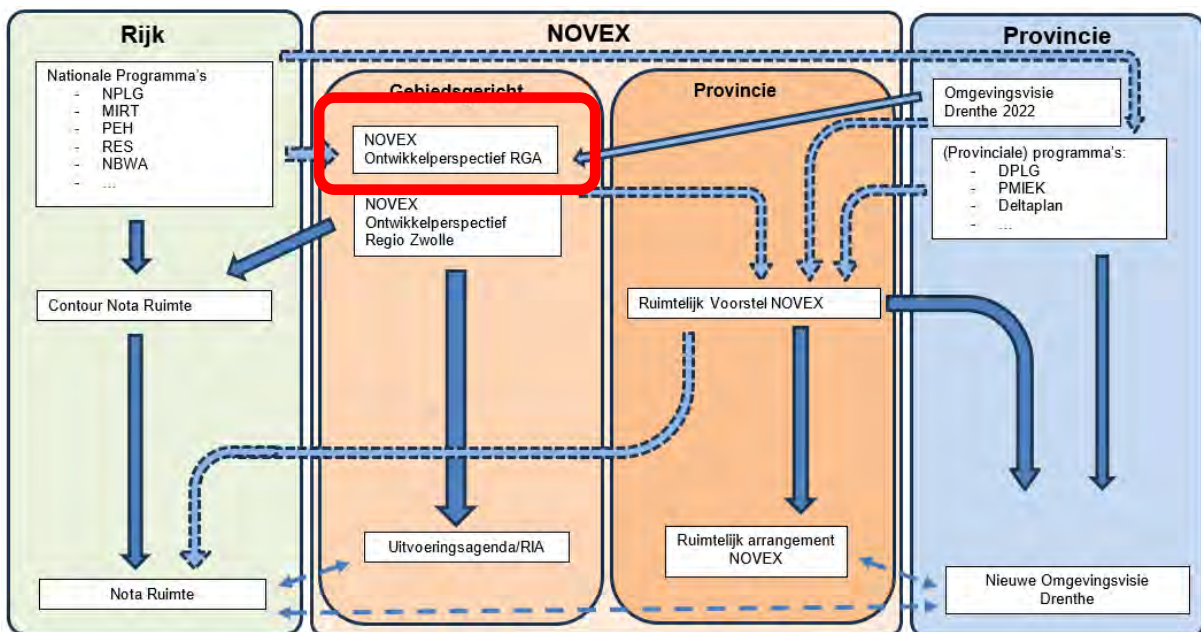 Rijk
Nationale Programma's
- NPLG
- MIRT
- PEH
- RES
- NBWA
- ...
Contour Nota Ruimte
Nota Ruimte
NOVEX
Gebiedsgericht
NOVEX
Ontwikkelperspectief RGA
NOVEX
Ontwikkelperspectief
Regio Zwolle
Uitvoeringsagenda/RIA
Provincie
Ruimtelijk Voorstel NOVEX
Ruimtelijk arrangement
NOVEX
Provincie
Omgevingsvisie
Drenthe 2022
(Provinciale) programma's:
- DPLG
- PMIEK
- Deltaplan
- ...
Nieuwe Omgevingsvisie
Drenthe